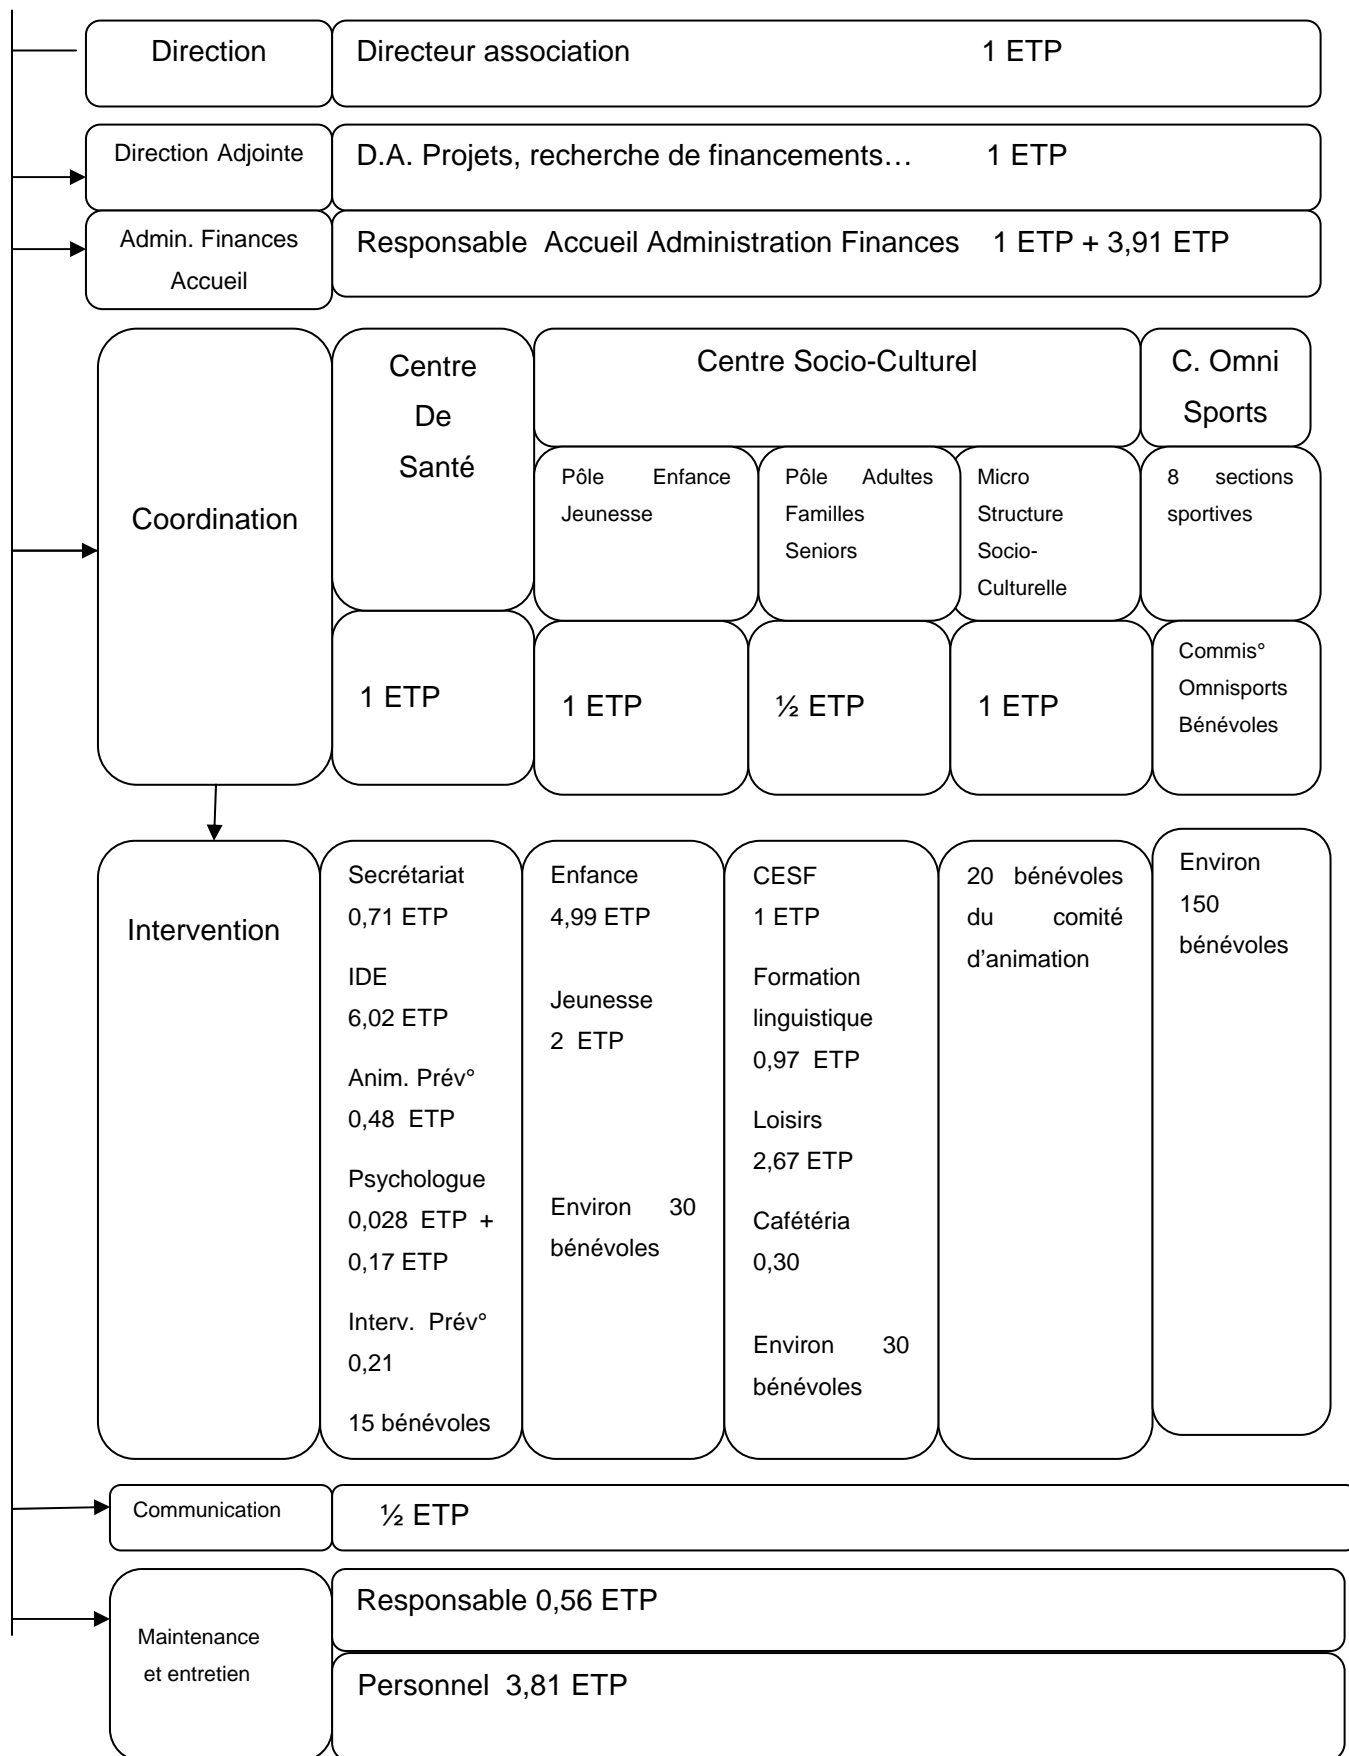 Direction
Directeur association 1 ETP
Direction Adjointe
D.A. Projets, recherche de financements… 1 ETP
Admin. Finances
Accueil
Responsable Accueil Administration Finances 1 ETP + 3,91 ETP
Coordination
Centre
De
Santé
Centre Socio-Culturel
C. Omni
Sports
Pôle Enfance
Jeunesse
Pôle Adultes
Familles
Seniors
Micro
Structure
Socio-
Culturelle
8 sections
sportives
1 ETP
1 ETP
½ ETP
1 ETP
Commis°
Omnisports
Bénévoles
Intervention
Secrétariat
0,71 ETP
IDE
6,02 ETP
Anim. Prév°
0,48 ETP
Psychologue
0,028 ETP +
0,17 ETP
Interv. Prév°
0,21
15 bénévoles
Enfance
4,99 ETP
Jeunesse
2 ETP
Environ 30
bénévoles
CESF
1 ETP
Formation
linguistique
0,97 ETP
Loisirs
2,67 ETP
Cafétéria
0,30
Environ 30
bénévoles
20 bénévoles
du comité
d’animation
Environ
150
bénévoles
Communication
½ ETP
Maintenance
et entretien
Responsable 0,56 ETP
Personnel 3,81 ETP